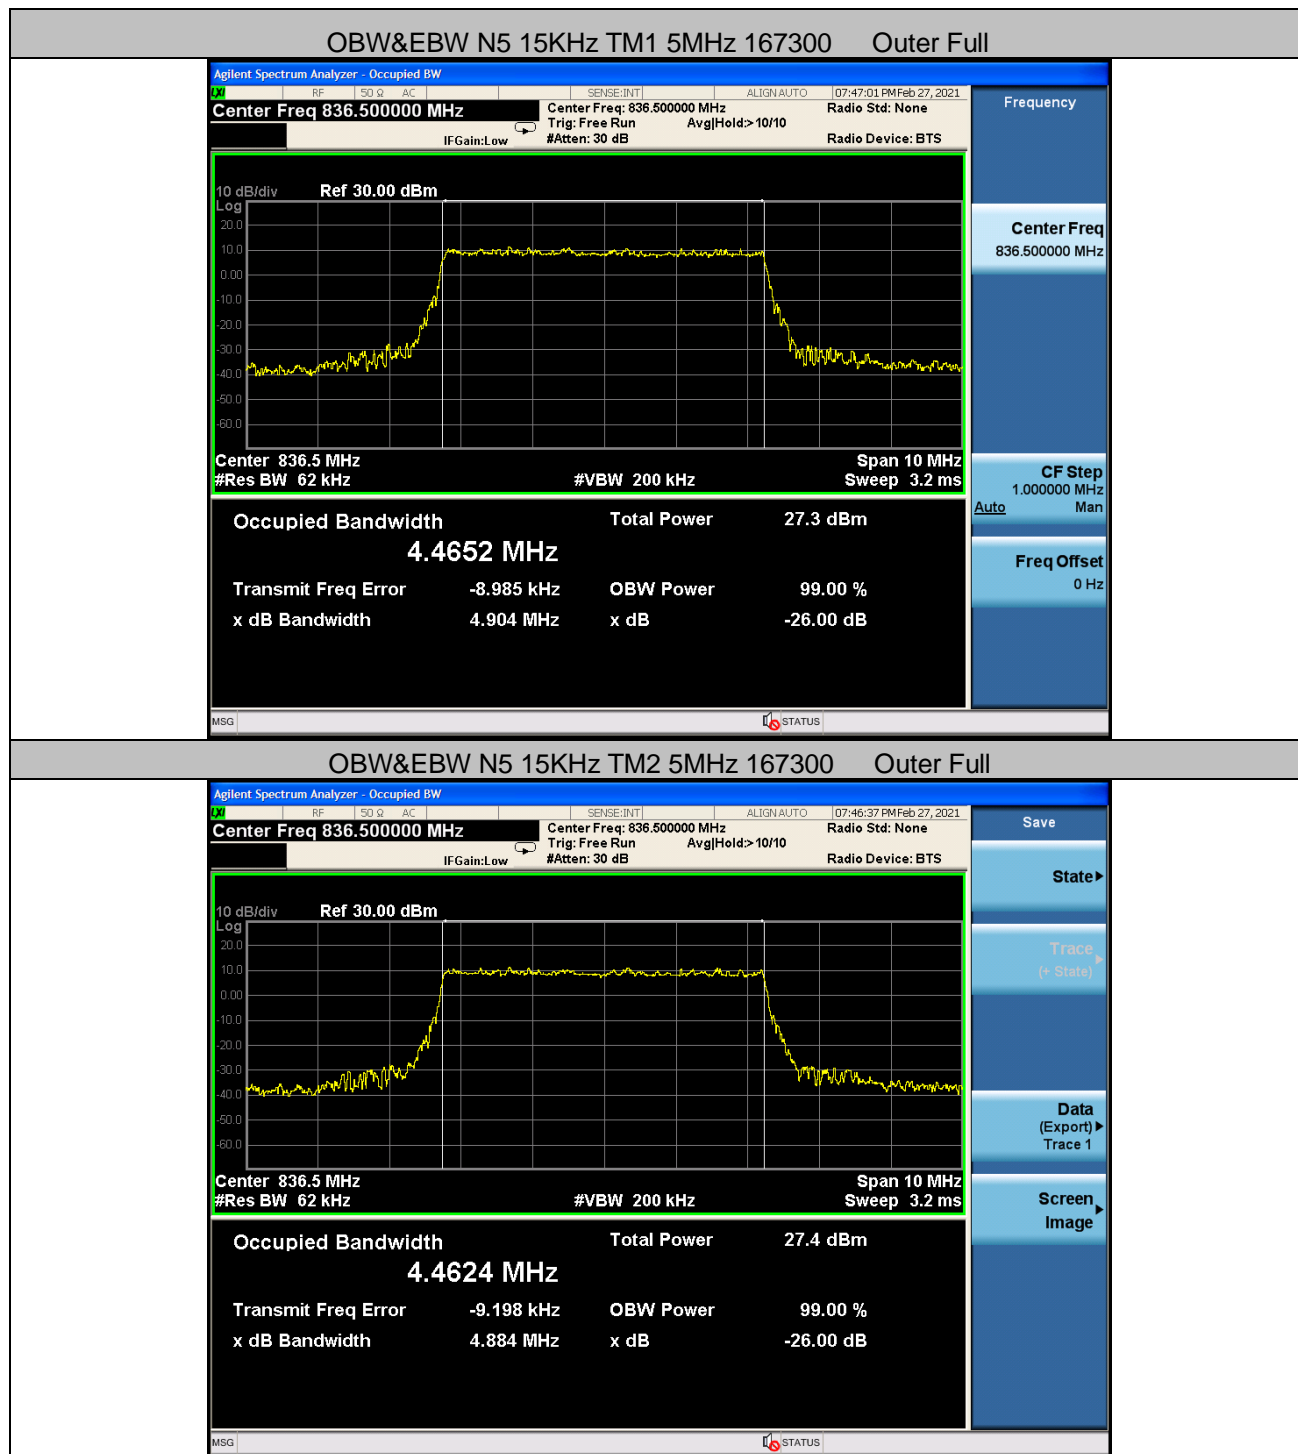 OBW&EBW N5 15KHz TM1 5MHz 167300 Outer Full
Agilent Spectrum Analyzer - Occupied BW
LXI RF 50 Ω AC SENSE:INT ALIGN AUTO 07:47:01 PM Feb 27, 2021
Center Freq 836.500000 MHz
Center Freq: 836.500000 MHz
Radio Std: None
Trig: Free Run
Avg|Hold:>10/10
IFGain:Low
#Atten: 30 dB
Radio Device: BTS
10 dB/div
Ref 30.00 dBm
Log
20.0
10.0
0.00
-10.0
-20.0
-30.0
-40.0
-50.0
-60.0
Center 836.5 MHz
Span 10 MHz
#Res BW 62 kHz
#VBW 200 kHz
Sweep 3.2 ms
Occupied Bandwidth
Total Power 27.3 dBm
4.4652 MHz
Transmit Freq Error -8.985 kHz OBW Power 99.00 %
x dB Bandwidth 4.904 MHz x dB -26.00 dB
MSG
STATUS
Frequency
Center Freq
836.500000 MHz
CF Step
1.000000 MHz
Auto Man
Freq Offset
0 Hz
OBW&EBW N5 15KHz TM2 5MHz 167300 Outer Full
Agilent Spectrum Analyzer - Occupied BW
LXI RF 50 Ω AC SENSE:INT ALIGN AUTO 07:46:37 PM Feb 27, 2021
Center Freq 836.500000 MHz
Center Freq: 836.500000 MHz
Radio Std: None
Trig: Free Run
Avg|Hold:>10/10
IFGain:Low
#Atten: 30 dB
Radio Device: BTS
10 dB/div
Ref 30.00 dBm
Log
20.0
10.0
0.00
-10.0
-20.0
-30.0
-40.0
-50.0
-60.0
Center 836.5 MHz
Span 10 MHz
#Res BW 62 kHz
#VBW 200 kHz
Sweep 3.2 ms
Occupied Bandwidth
Total Power 27.4 dBm
4.4624 MHz
Transmit Freq Error -9.198 kHz OBW Power 99.00 %
x dB Bandwidth 4.884 MHz x dB -26.00 dB
MSG
STATUS
Save
State
Trace
(+ State)
Data
(Export)
Trace 1
Screen
Image